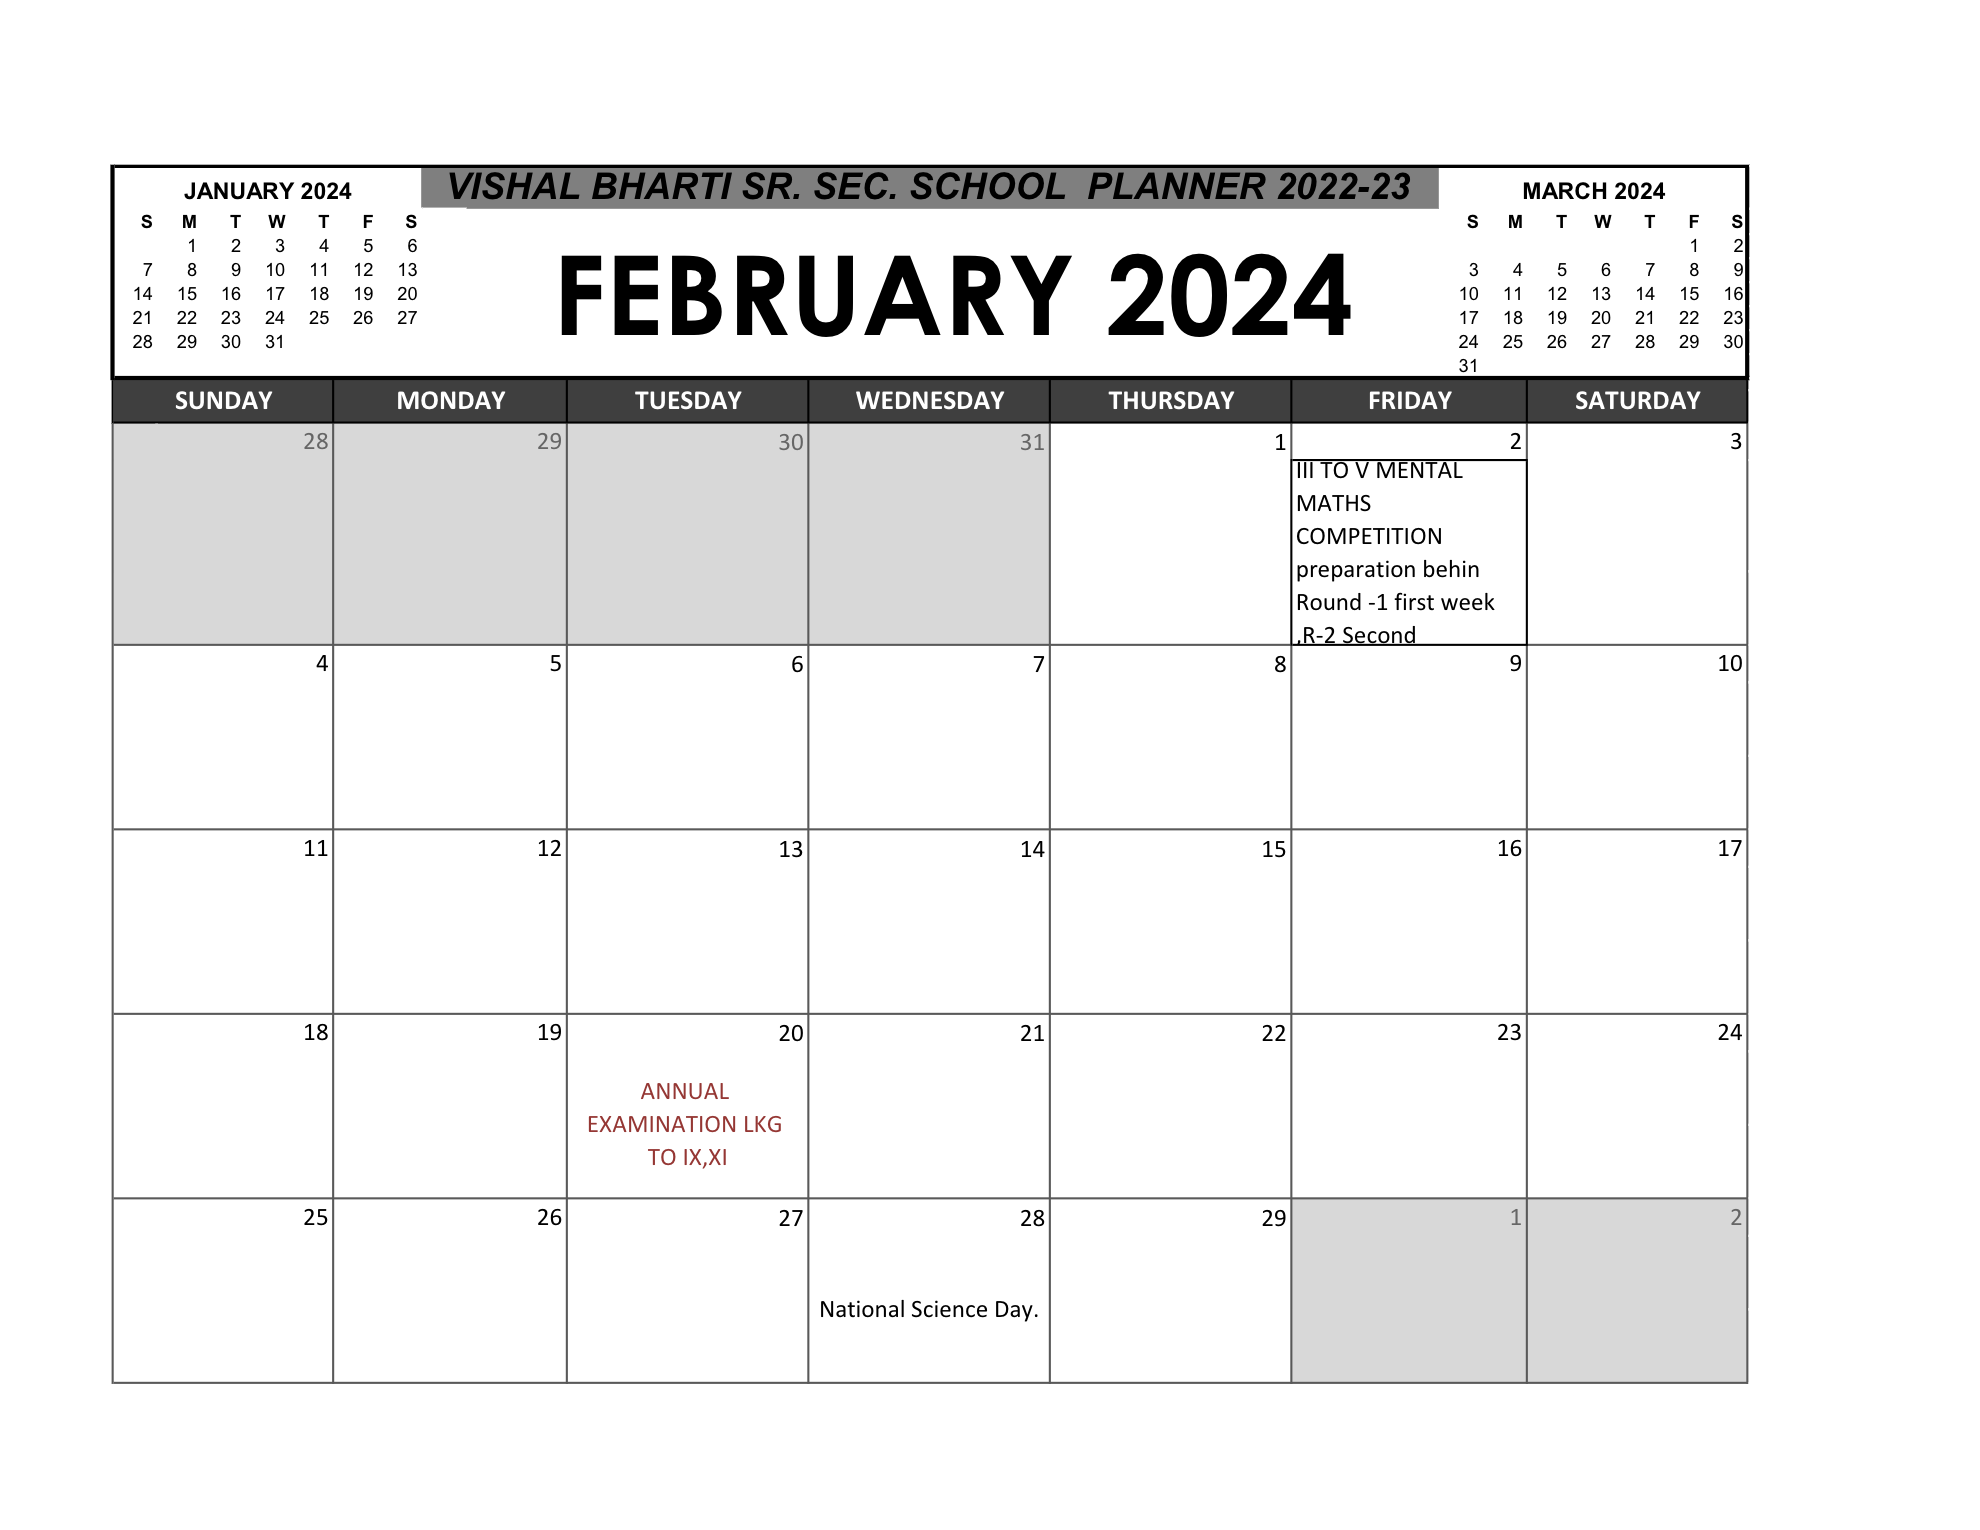 VISHAL BHARTI SR. SEC. SCHOOL  PLANNER 2022-23
JANUARY 2024
S M T W T F S
1 2 3 4 5 6
7 8 9 10 11 12 13
14 15 16 17 18 19 20
21 22 23 24 25 26 27
28 29 30 31
FEBRUARY 2024
MARCH 2024
S M T W T F S
1 2
3 4 5 6 7 8 9
10 11 12 13 14 15 16
17 18 19 20 21 22 23
24 25 26 27 28 29 30
31
SUNDAY MONDAY TUESDAY WEDNESDAY THURSDAY FRIDAY SATURDAY
28 29 30 31 1 2 3
III TO V MENTAL
MATHS
COMPETITION
preparation behin
Round -1 first week
,R-2 Second
4 5 6 7 8 9 10
11 12 13 14 15 16 17
18 19 20 21 22 23 24
ANNUAL
EXAMINATION LKG
TO IX,XI
25 26 27 28 29 1 2
National Science Day.